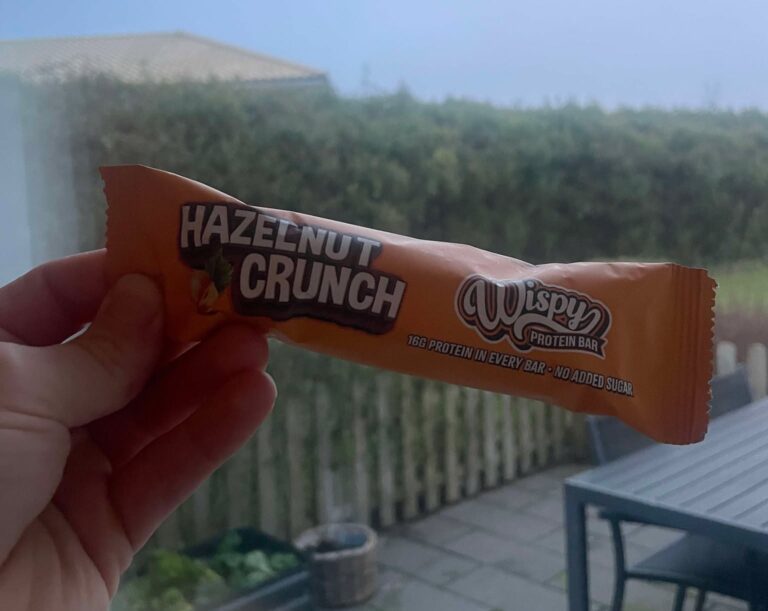 HAZELNUT
CRUNCH
Wispy
PROTEIN BAR
16G PROTEIN IN EVERY BAR · NO ADDED SUGAR